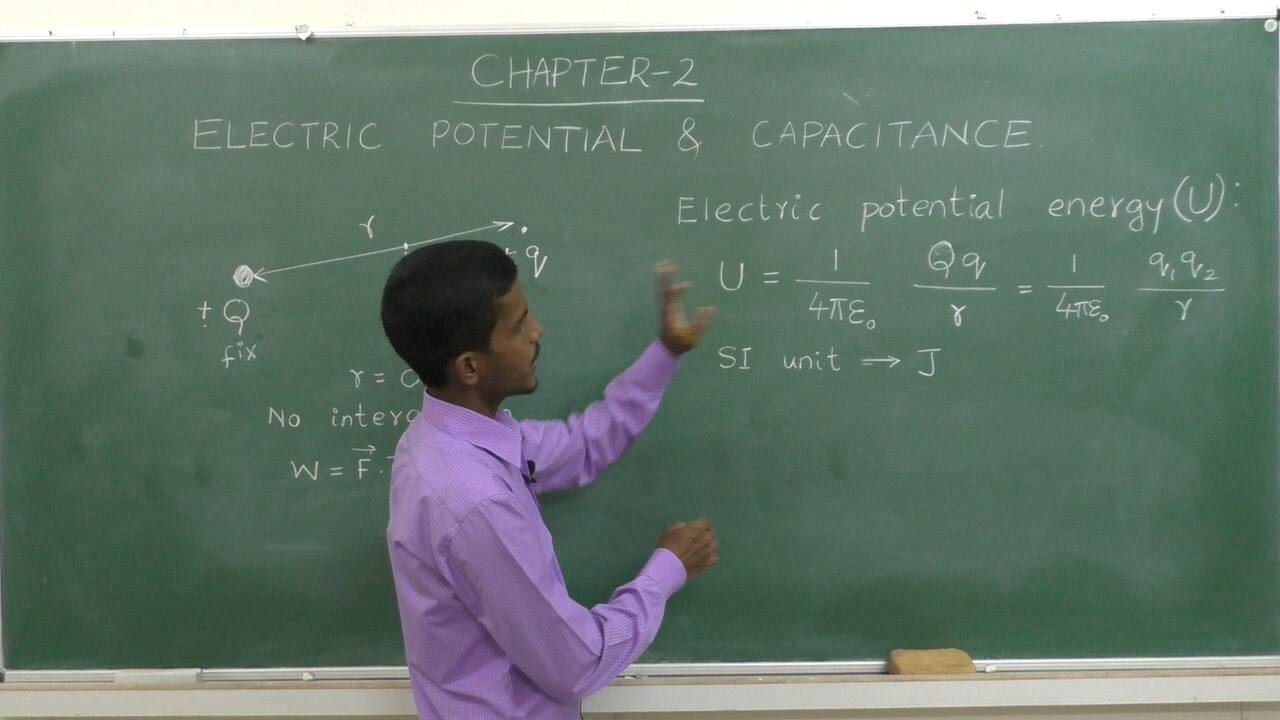 CHAPTER-2
ELECTRIC POTENTIAL & CAPACITANCE.
r
q
± Q
fix
r =
No
W = F⃗ .
Electric potential energy (U):
U = 1/4πε₀ Qq/r = 1/4πε₀ q₁q₂/r
SI unit → J